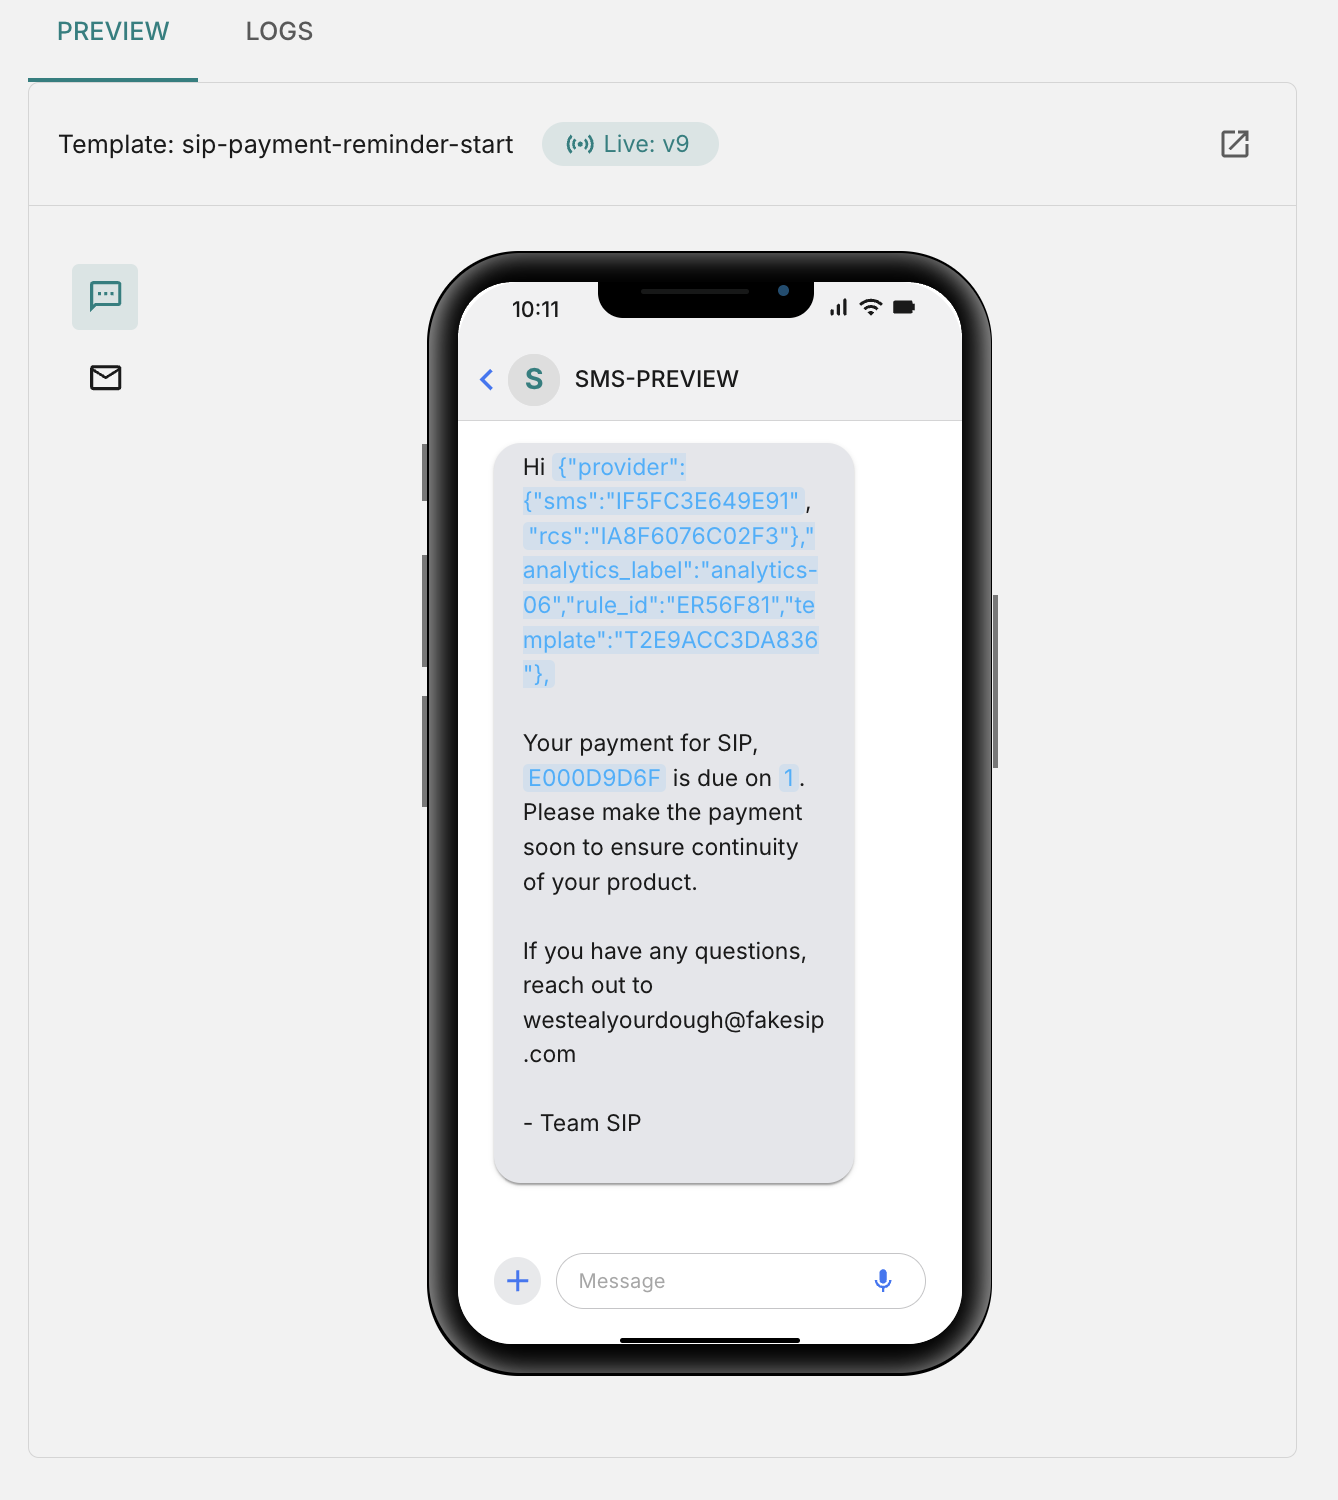 PREVIEW LOGS
Template: sip-payment-reminder-start Live: v9
10:11
S SMS-PREVIEW
Hi {"provider":
{"sms":"IF5FC3E649E91",
"rcs":"IA8F6076C02F3"},"
analytics_label":"analytics-
06","rule_id":"ER56F81","te
mplate":"T2E9ACC3DA836
"},
Your payment for SIP,
E000D9D6F is due on 1.
Please make the payment
soon to ensure continuity
of your product.
If you have any questions,
reach out to
westealyourdough@fakesip
.com
- Team SIP
Message